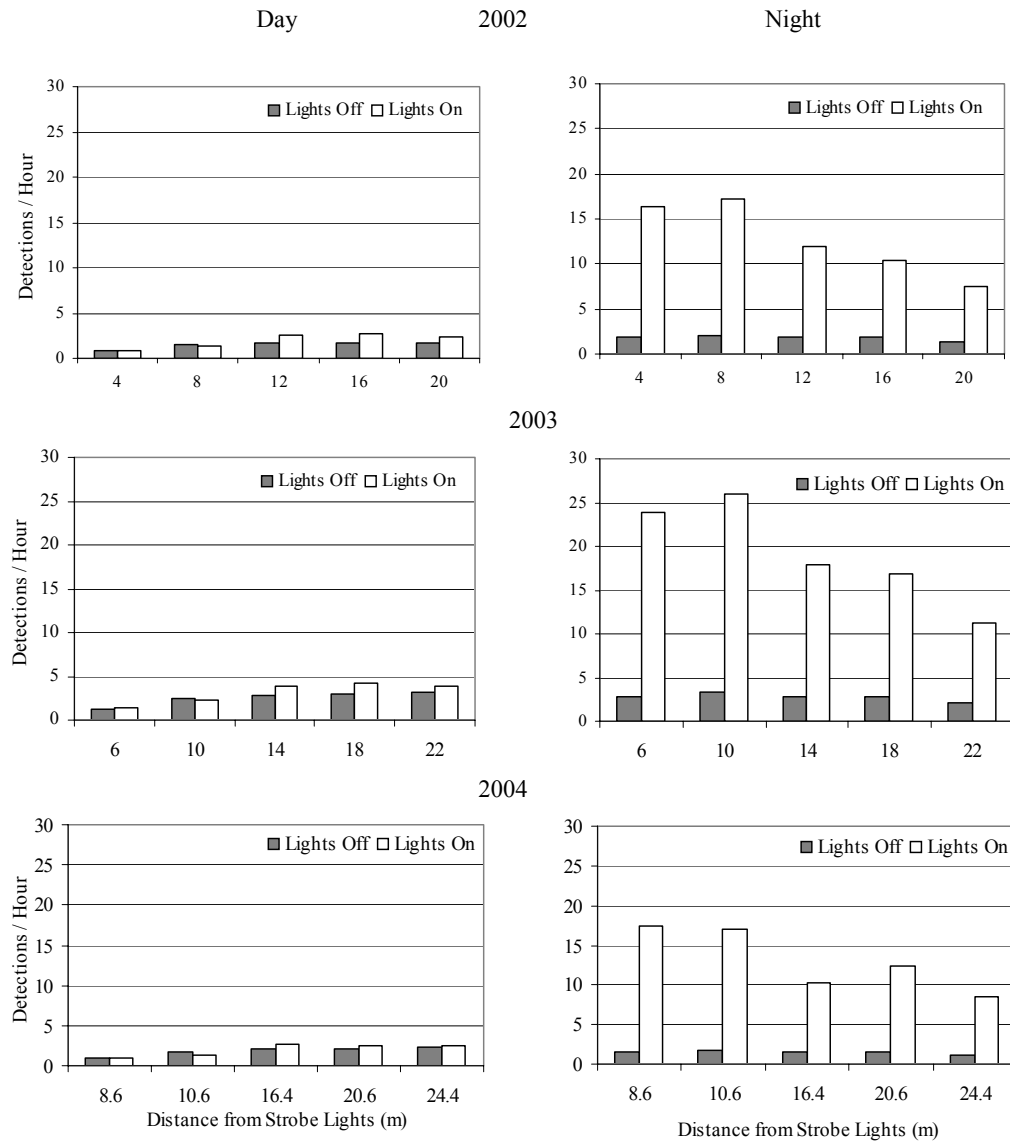 Day 2002 Night
30
25
20
15
10
5
0
Detections / Hour
Lights Off Lights On
4 8 12 16 20
30
25
20
15
10
5
0
Lights Off Lights On
4 8 12 16 20
2003
30
25
20
15
10
5
0
Detections / Hour
Lights Off Lights On
6 10 14 18 22
30
25
20
15
10
5
0
Lights Off Lights On
6 10 14 18 22
2004
30
25
20
15
10
5
0
Detections / Hour
Lights Off Lights On
8.6 10.6 16.4 20.6 24.4
Distance from Strobe Lights (m)
30
25
20
15
10
5
0
Lights Off Lights On
8.6 10.6 16.4 20.6 24.4
Distance from Strobe Lights (m)